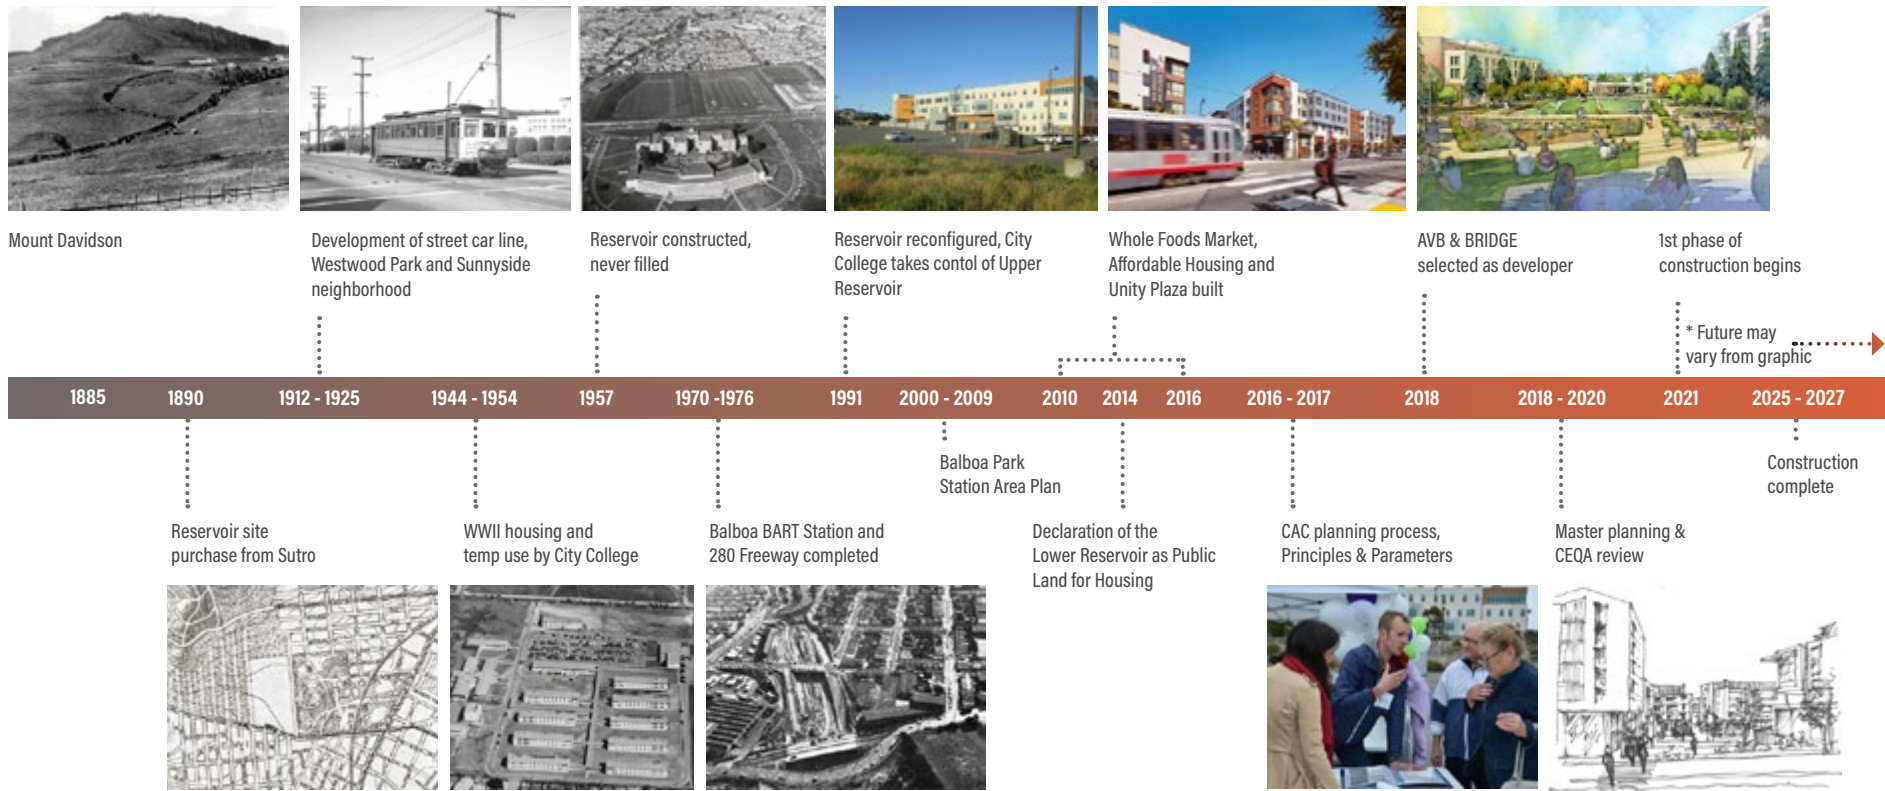 Mount Davidson
Development of street car line,
Westwood Park and Sunnyside
neighborhood
Reservoir constructed,
never filled
Reservoir reconfigured, City
College takes contol of Upper
Reservoir
Whole Foods Market,
Affordable Housing and
Unity Plaza built
AVB & BRIDGE
selected as developer
1st phase of
construction begins
* Future may
vary from graphic
1885
1890
1912 - 1925
1944 - 1954
1957
1970 -1976
1991
2000 - 2009
2010
2014
2016
2016 - 2017
2018
2018 - 2020
2021
2025 - 2027
Reservoir site
purchase from Sutro
WWII housing and
temp use by City College
Balboa BART Station and
280 Freeway completed
Balboa Park
Station Area Plan
Declaration of the
Lower Reservoir as Public
Land for Housing
CAC planning process,
Principles & Parameters
Master planning &
CEQA review
Construction
complete